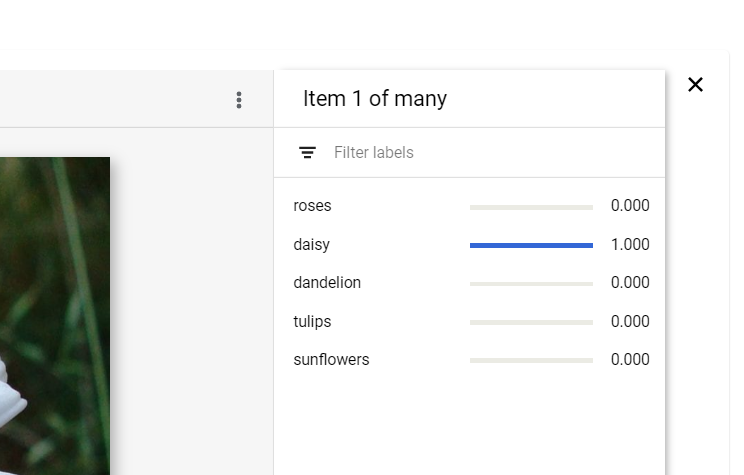 Item 1 of many
Filter labels
roses 0.000
daisy 1.000
dandelion 0.000
tulips 0.000
sunflowers 0.000